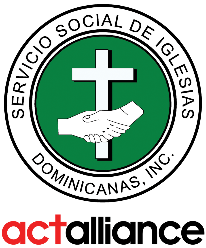 SERVICIO SOCIAL DE IGLESIAS
DOMINICANAS, INC.
actalliance